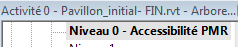 Activité 0 - Pavillon_initial- FIN.rvt - Arbore...
Niveau 0 - Accessibilité PMR